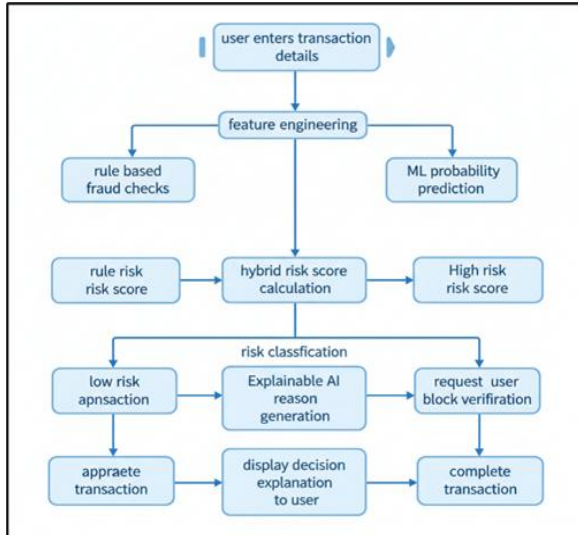 user enters transaction
details
feature engineering
rule based
fraud checks
ML probability
prediction
rule risk
risk score
hybrid risk score
calculation
High risk
risk score
risk classfication
low risk
apnsaction
Explainable AI
reason
generation
request user
block verifiration
appraete
transaction
display decision
explanation
to user
complete
transaction